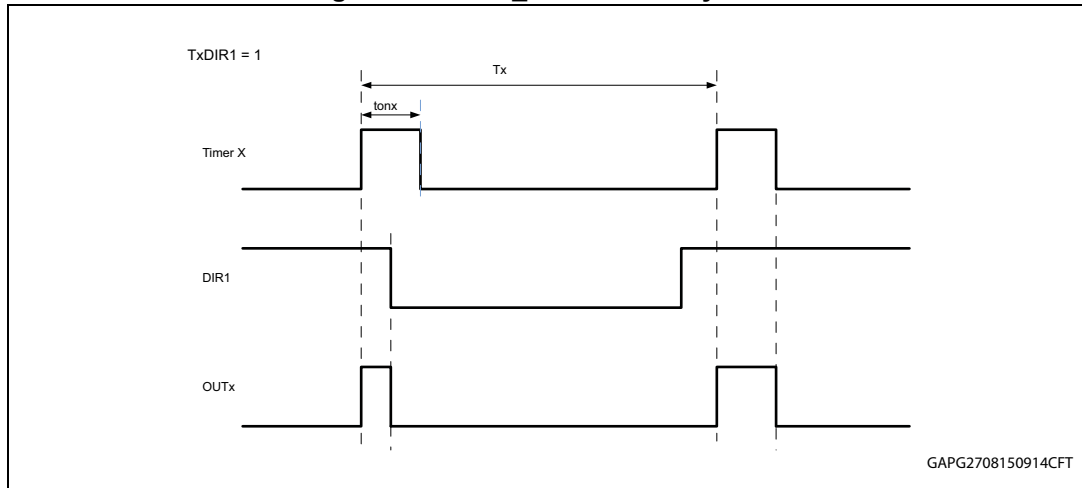 TxDIR1 = 1
Tx
tonx
Timer X
DIR1
OUTx
GAPG2708150914CFT